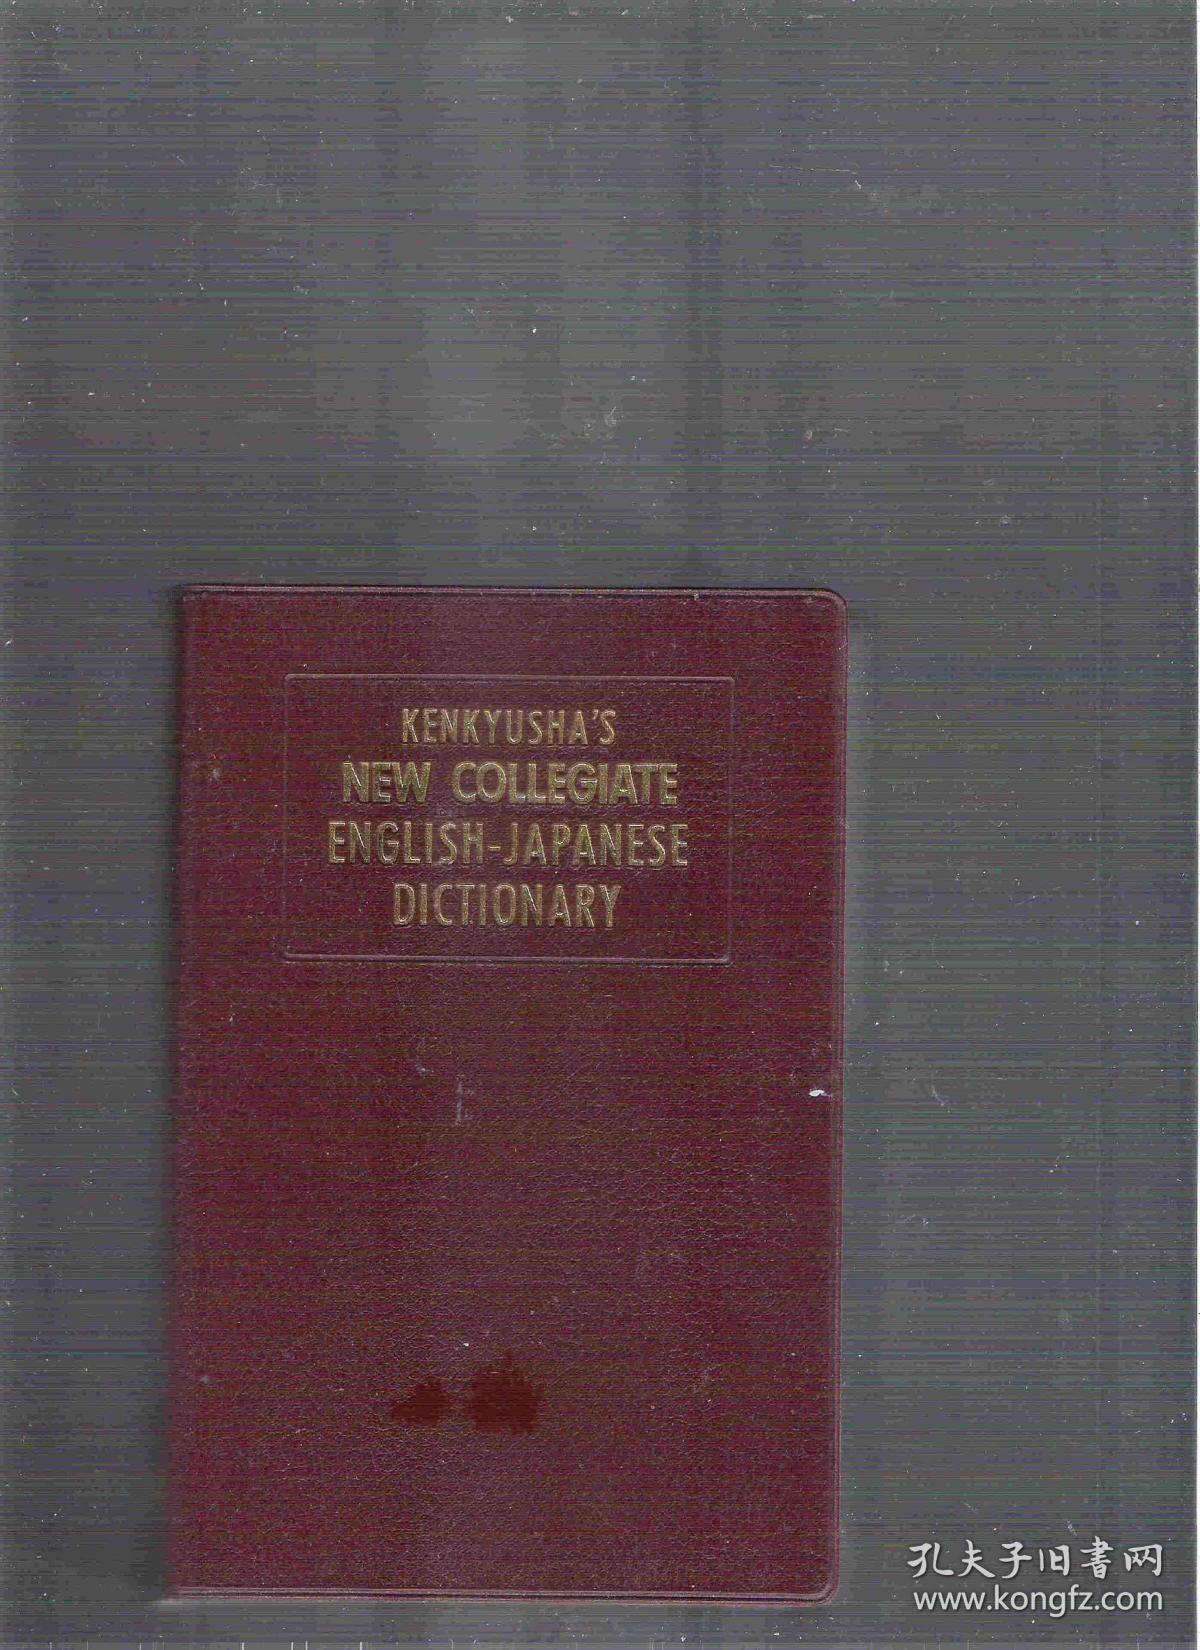 KENKYUSHA'S
NEW COLLEGIATE
ENGLISH-JAPANESE
DICTIONARY
孔夫子旧書网
www.kongfz.com